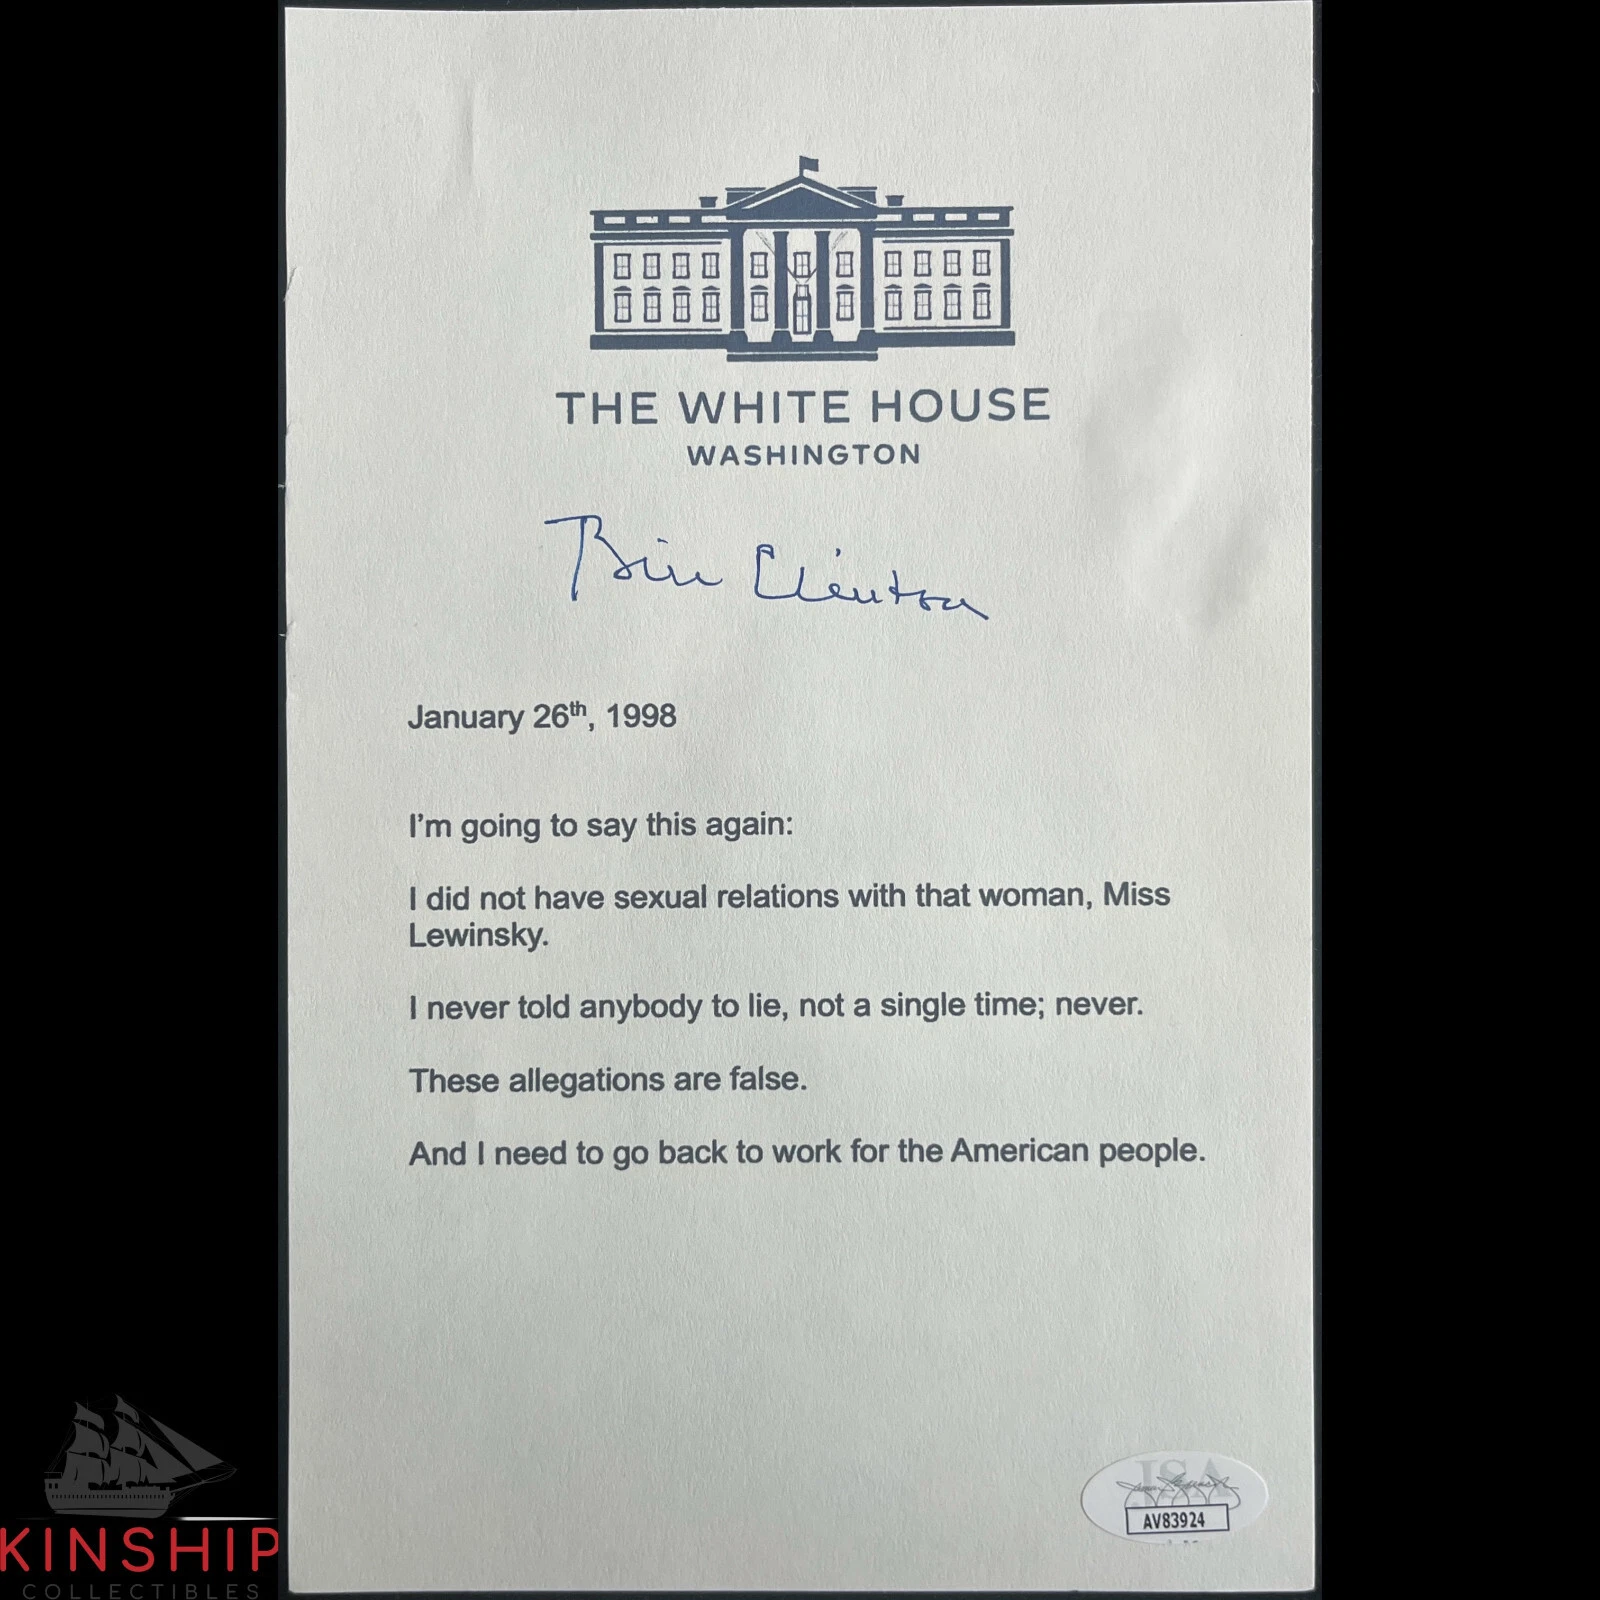 THE WHITE HOUSE
WASHINGTON
Bill Clinton
January 26th, 1998
I'm going to say this again:
I did not have sexual relations with that woman, Miss
Lewinsky.
I never told anybody to lie, not a single time; never.
These allegations are false.
And I need to go back to work for the American people.
JSA
AV83924
KINSHIP
COLLECTIBLES